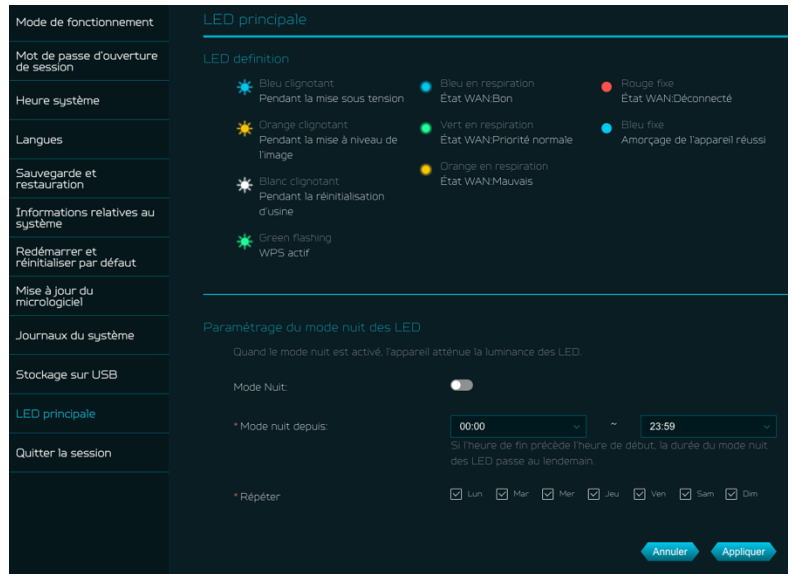 Mode de fonctionnement
Mot de passe d'ouverture
de session
Heure système
Langues
Sauvegarde et
restauration
Informations relatives au
système
Redémarrer et
réinitialiser par défaut
Mise à jour du
micrologiciel
Journaux du système
Stockage sur USB
LED principale
Quitter la session
LED principale
LED definition
Bleu clignotant
Pendant la mise sous tension
Orange clignotant
Pendant la mise à niveau de
l'image
Blanc clignotant
Pendant la réinitialisation
d'usine
Green flashing
WPS actif
Bleu en respiration
État WAN:Bon
Vert en respiration
État WAN:Priorité normale
Orange en respiration
État WAN:Mauvais
Rouge fixe
État WAN:Déconnecté
Bleu fixe
Amorçage de l'appareil réussi
Paramétrage du mode nuit des LED
Quand le mode nuit est activé, l'appareil atténue la luminance des LED.
Mode Nuit:
* Mode nuit depuis: 00:00 ~ 23:59
Si l'heure de fin précède l'heure de début, la durée du mode nuit
des LED passe au lendemain.
* Répéter Lun Mar Mer Jeu Ven Sam Dim
Annuler Appliquer